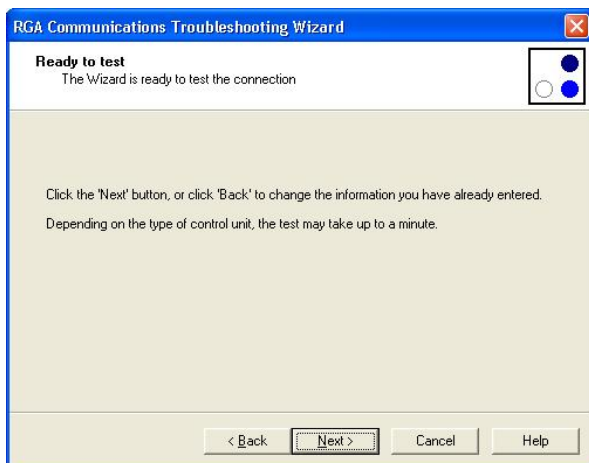 RGA Communications Troubleshooting Wizard
Ready to test
The Wizard is ready to test the connection
Click the 'Next' button, or click 'Back' to change the information you have already entered.
Depending on the type of control unit, the test may take up to a minute.
< Back
Next >
Cancel
Help